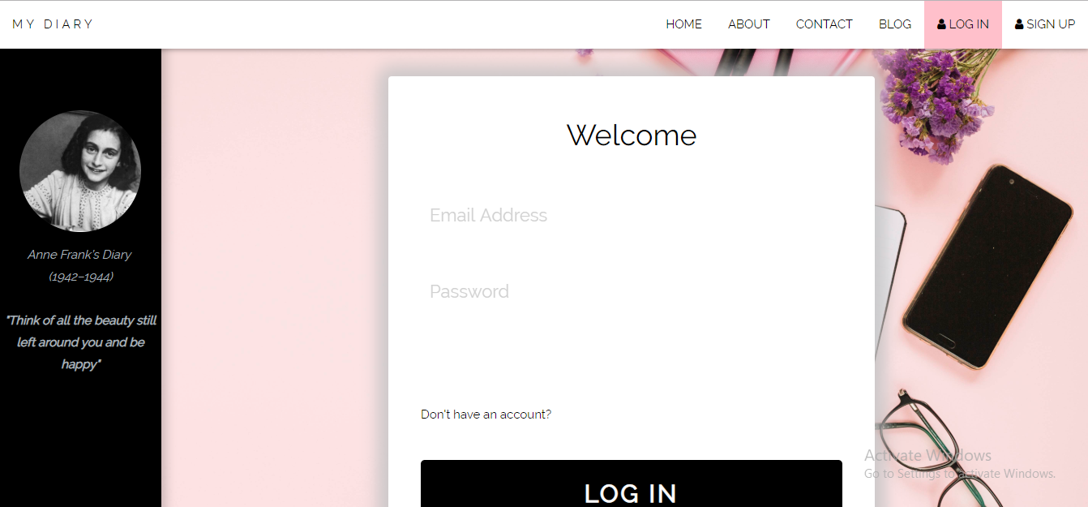 MY DIARY
HOME ABOUT CONTACT BLOG LOG IN SIGN UP
Anne Frank's Diary
(1942–1944)
"Think of all the beauty still
left around you and be
happy"
Welcome
Email Address
Password
Don't have an account?
LOG IN
Activate Windows
Go to Settings to activate Windows.